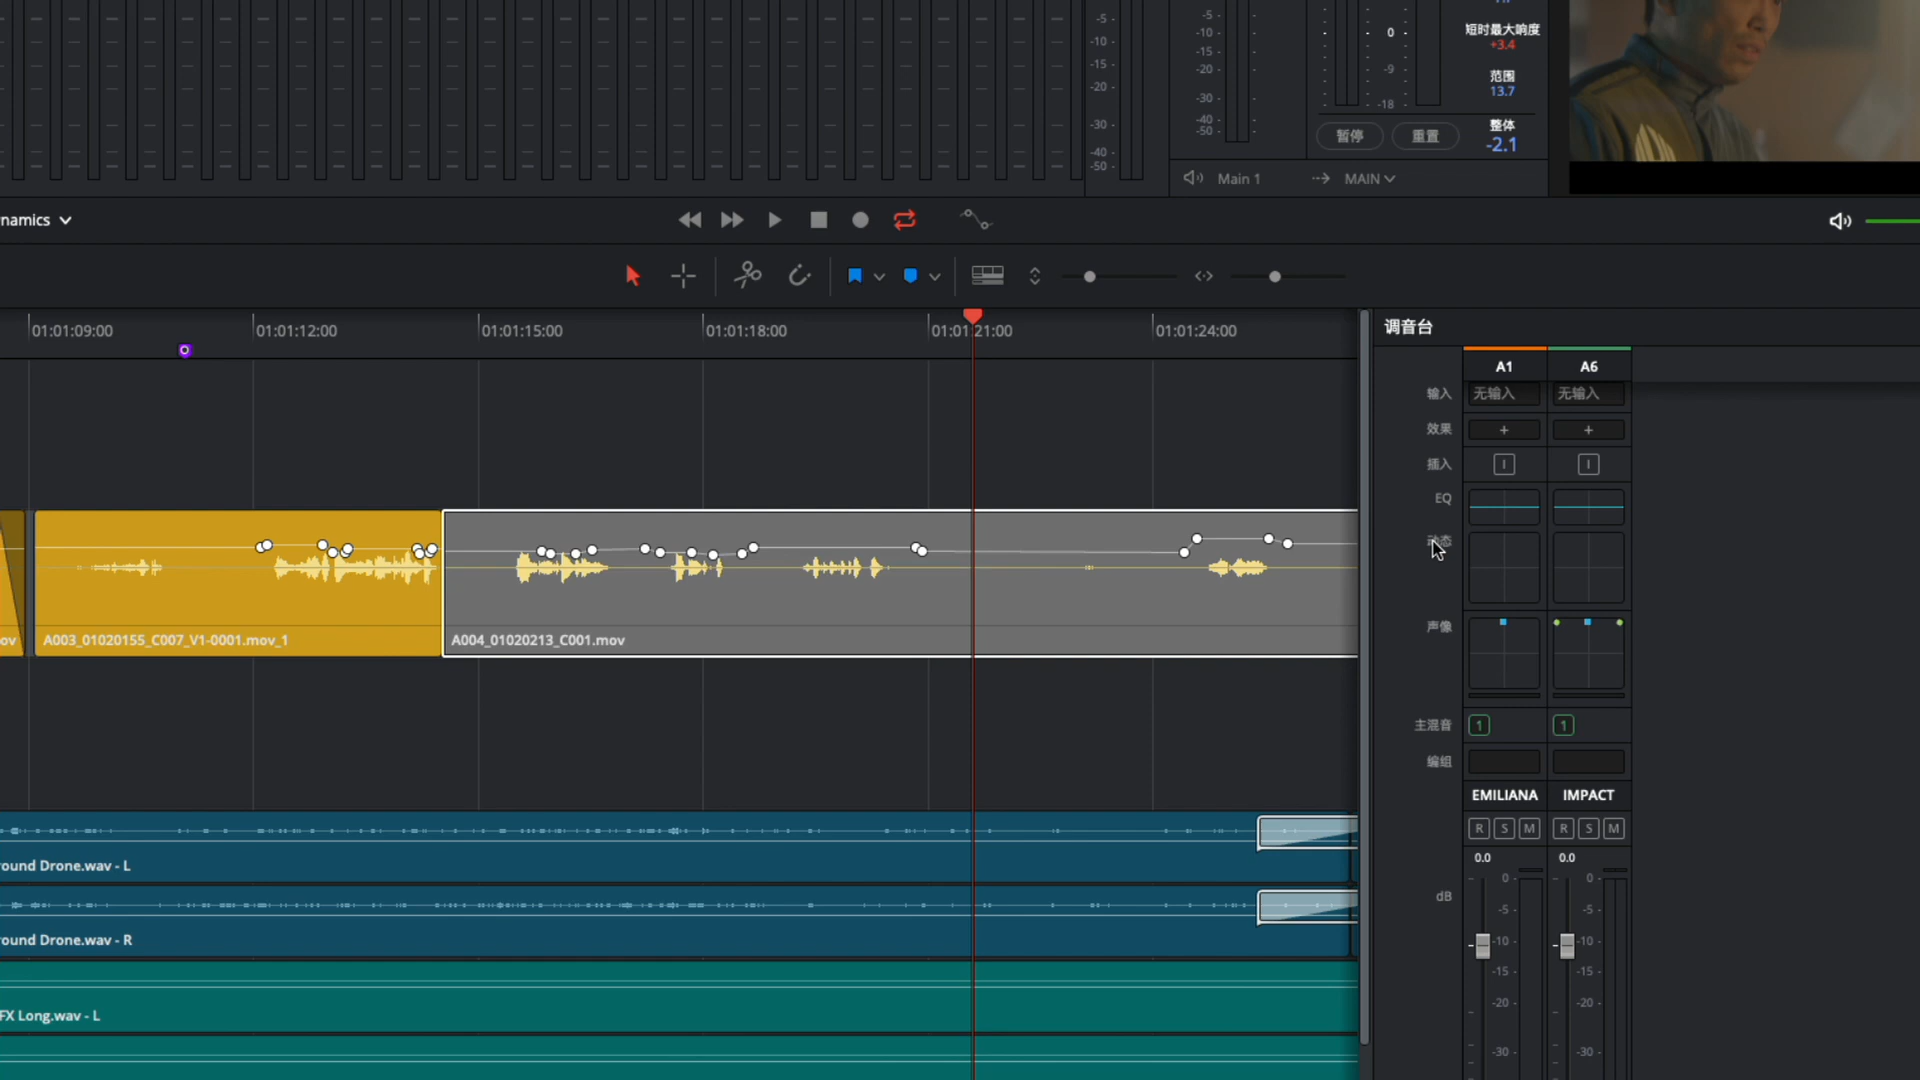 -5
-10
-15
-20
-30
-40
-50
-5
-10
-15
-20
-30
-40
-50
0
-9
-18
短时最大响度
+3.4
范围
13.7
整体
-2.1
暂停
重置
Main 1
MAIN
namics
01:01:09:00
01:01:12:00
01:01:15:00
01:01:18:00
01:01:21:00
01:01:24:00
调音台
A1
A6
输入
无输入
无输入
效果
+
+
插入
I
I
EQ
动态
声像
主混音
1
1
编组
EMILIANA
IMPACT
R S M
R S M
0.0
0.0
dB
0
-5
-10
-15
-20
-30
0
-5
-10
-15
-20
-30
ov
A003_01020155_C007_V1-0001.mov_1
A004_01020213_C001.mov
ound Drone.wav - L
ound Drone.wav - R
FX Long.wav - L